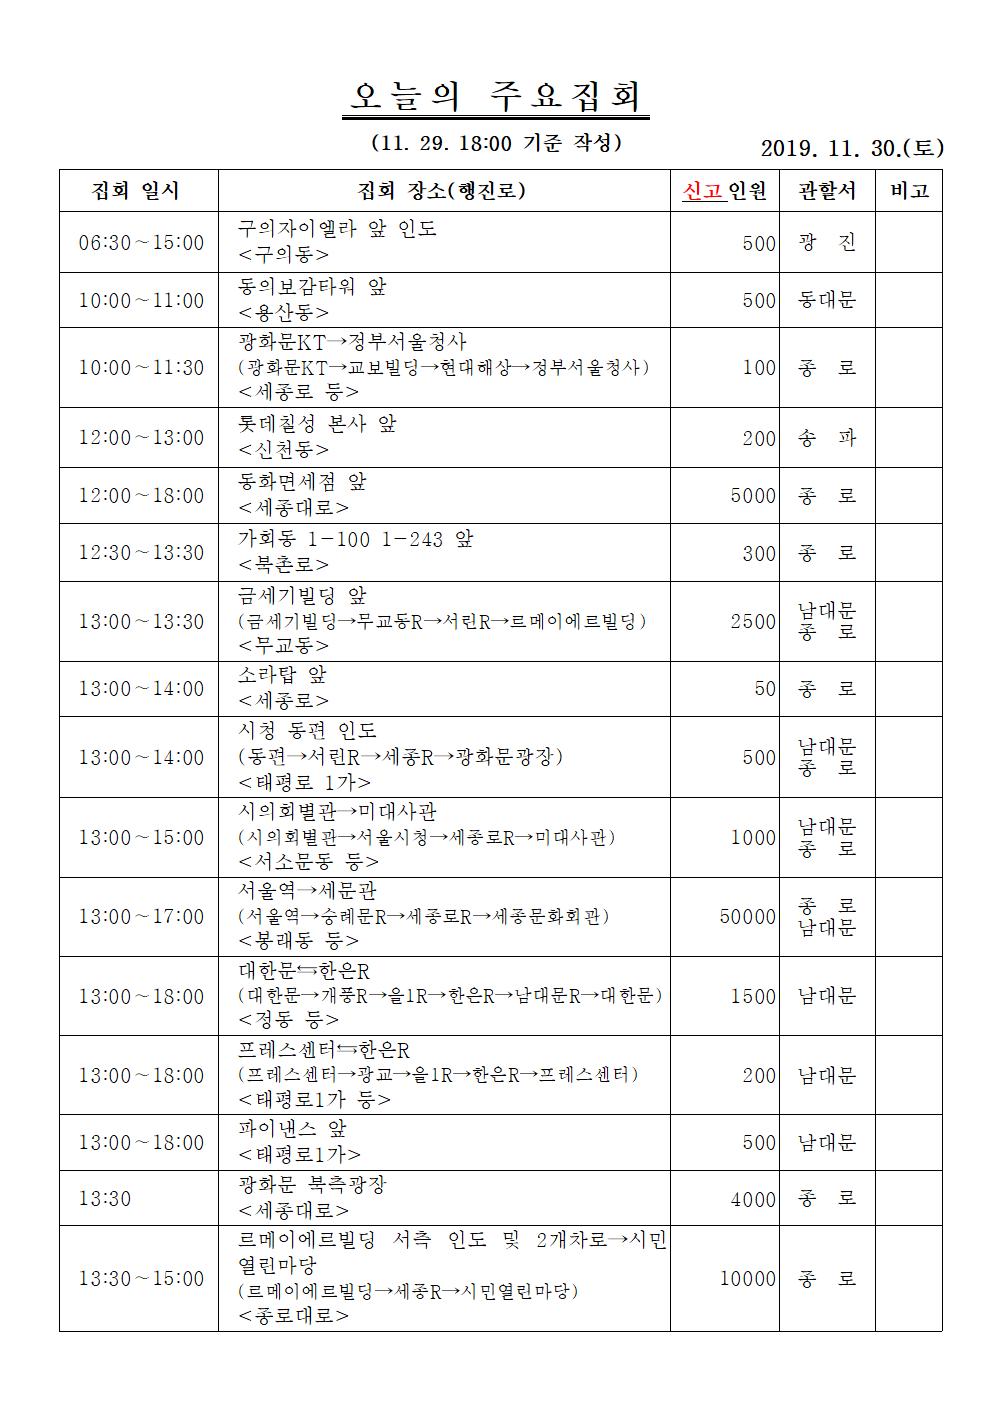 오늘의 주요집회
(11. 29. 18:00 기준 작성)
2019. 11. 30.(토)
집회 일시 집회 장소(행진로) 신고인원 관할서 비고
06:30~15:00 구의자이엘라 앞 인도
<구의동> 500 광 진
10:00~11:00 동의보감타워 앞
<용산동> 500 동대문
10:00~11:30 광화문KT→정부서울청사
(광화문KT→교보빌딩→현대해상→정부서울청사)
<세종로 등> 100 종 로
12:00~13:00 롯데칠성 본사 앞
<신천동> 200 송 파
12:00~18:00 동화면세점 앞
<세종대로> 5000 종 로
12:30~13:30 가회동 1-100 1-243 앞
<북촌로> 300 종 로
13:00~13:30 금세기빌딩 앞
(금세기빌딩→무교동R→서린R→르메이에르빌딩)
<무교동> 2500 남대문
종 로
13:00~14:00 소라탑 앞
<세종로> 50 종 로
13:00~14:00 시청 동편 인도
(동편→서린R→세종R→광화문광장)
<태평로 1가> 500 남대문
종 로
13:00~15:00 시의회별관→미대사관
(시의회별관→서울시청→세종로R→미대사관)
<서소문동 등> 1000 남대문
종 로
13:00~17:00 서울역→세문관
(서울역→숭례문R→세종로R→세종문화회관)
<봉래동 등> 50000 종 로
남대문
13:00~18:00 대한문⇆한은R
(대한문→개풍R→을1R→한은R→남대문R→대한문)
<정동 등> 1500 남대문
13:00~18:00 프레스센터⇆한은R
(프레스센터→광교→을1R→한은R→프레스센터)
<태평로1가 등> 200 남대문
13:00~18:00 파이낸스 앞
<태평로1가> 500 남대문
13:30 광화문 북측광장
<세종대로> 4000 종 로
13:30~15:00 르메이에르빌딩 서측 인도 및 2개차로→시민
열린마당
(르메이에르빌딩→세종R→시민열린마당)
<종로대로> 10000 종 로